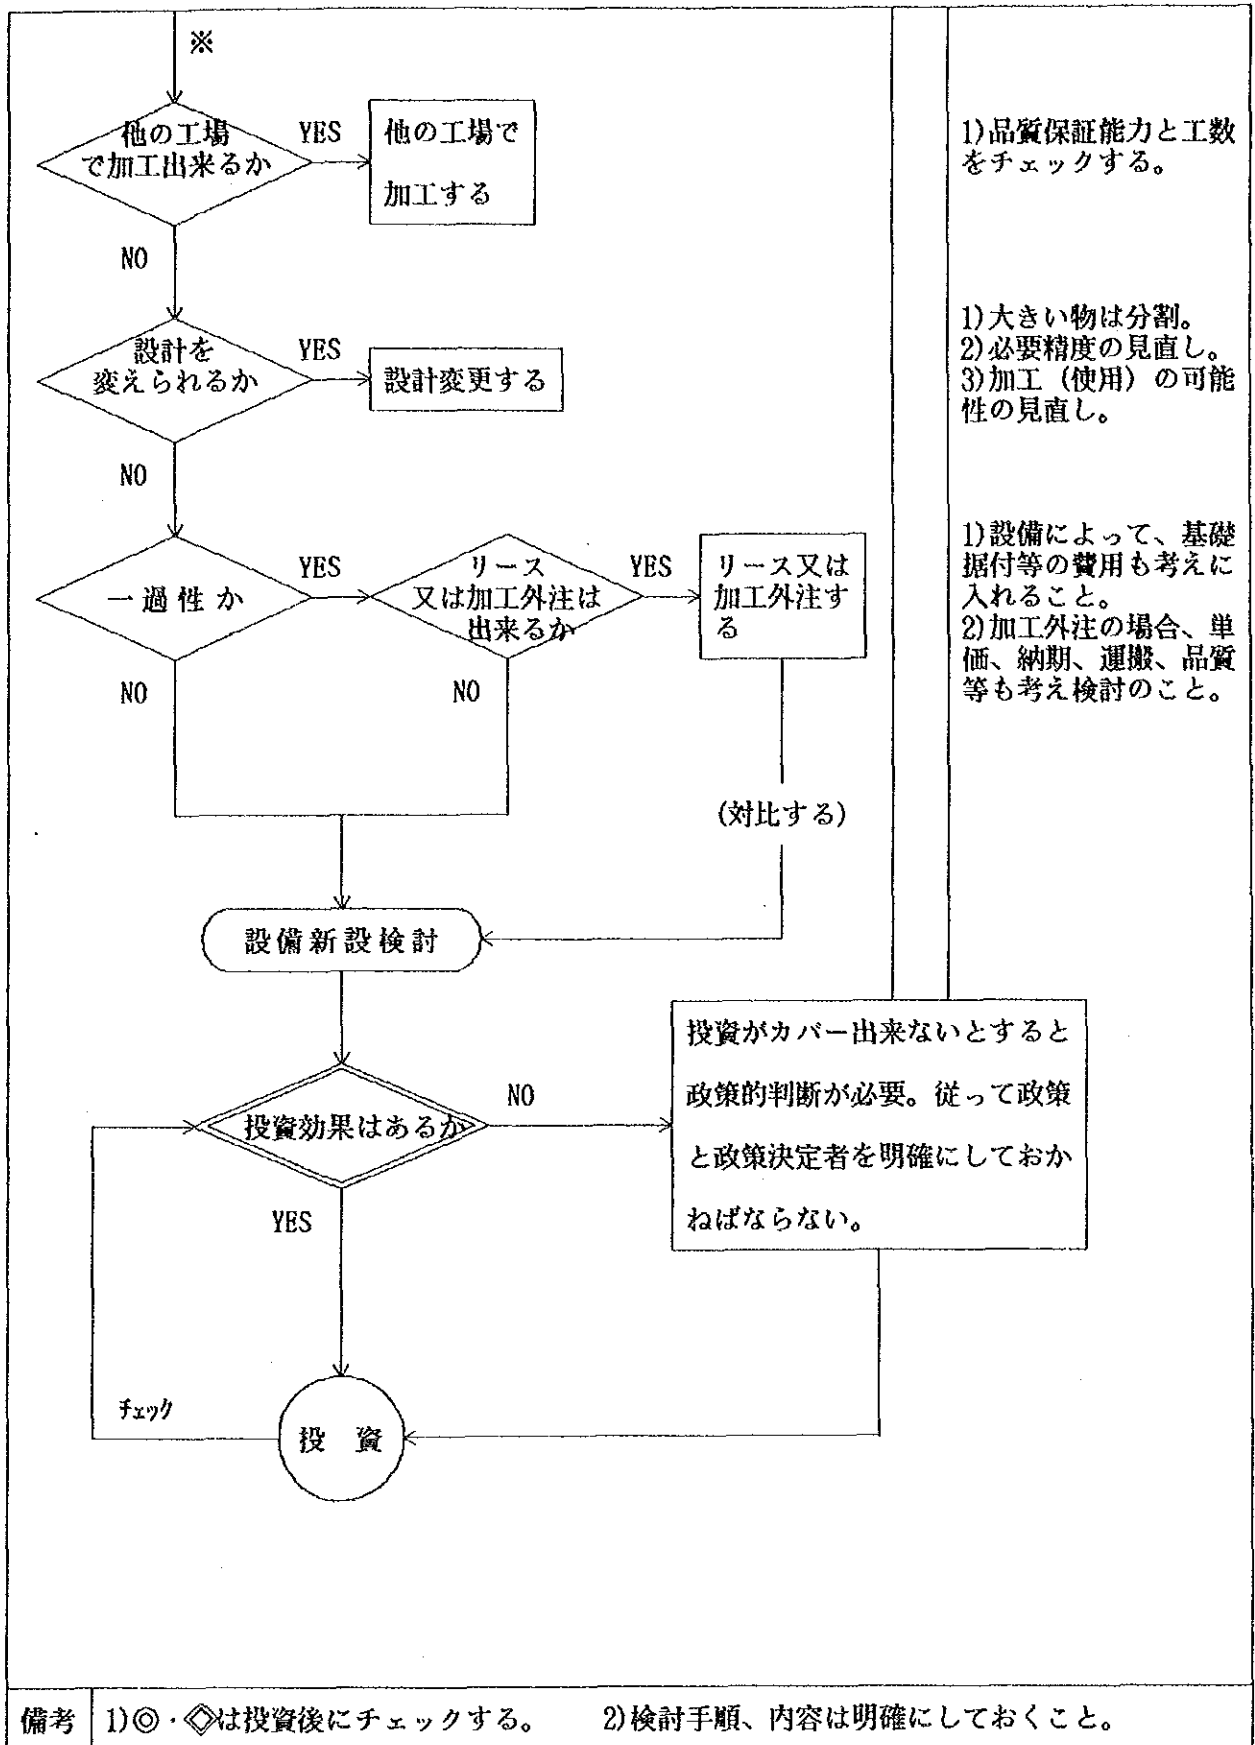 ※
他の工場
で加工出来るか
YES
他の工場で
加工する
1)品質保証能力と工数
をチェックする。
NO
設計を
変えられるか
YES
設計変更する
1)大きい物は分割。
2)必要精度の見直し。
3)加工（使用）の可能
性の見直し。
NO
一過性か
YES
リース
又は加工外注は
出来るか
YES
リース又は
加工外注す
る
1)設備によって、基礎
据付等の費用も考えに
入れること。
2)加工外注の場合、単
価、納期、運搬、品質
等も考え検討のこと。
NO
NO
(対比する)
設備新設検討
投資効果はあるか
NO
投資がカバー出来ないとすると
政策的判断が必要。従って政策
と政策決定者を明確にしておか
ねばならない。
YES
チェック
投 資
備考 1)◎・◇は投資後にチェックする。 2)検討手順、内容は明確にしておくこと。